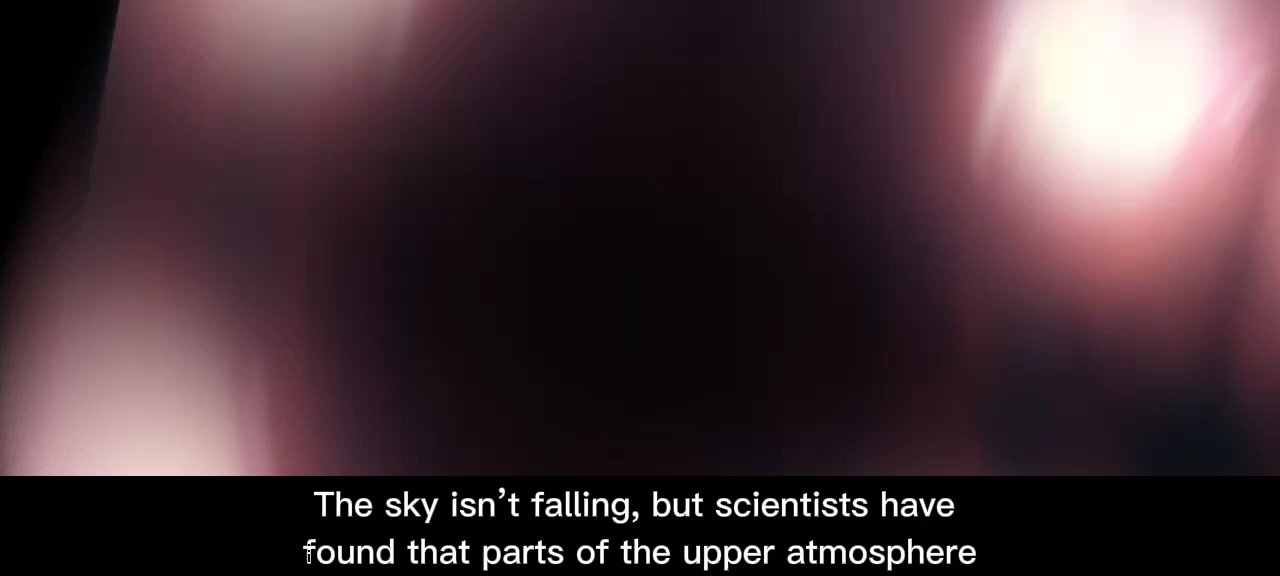 The sky isn’t falling, but scientists have
found that parts of the upper atmosphere